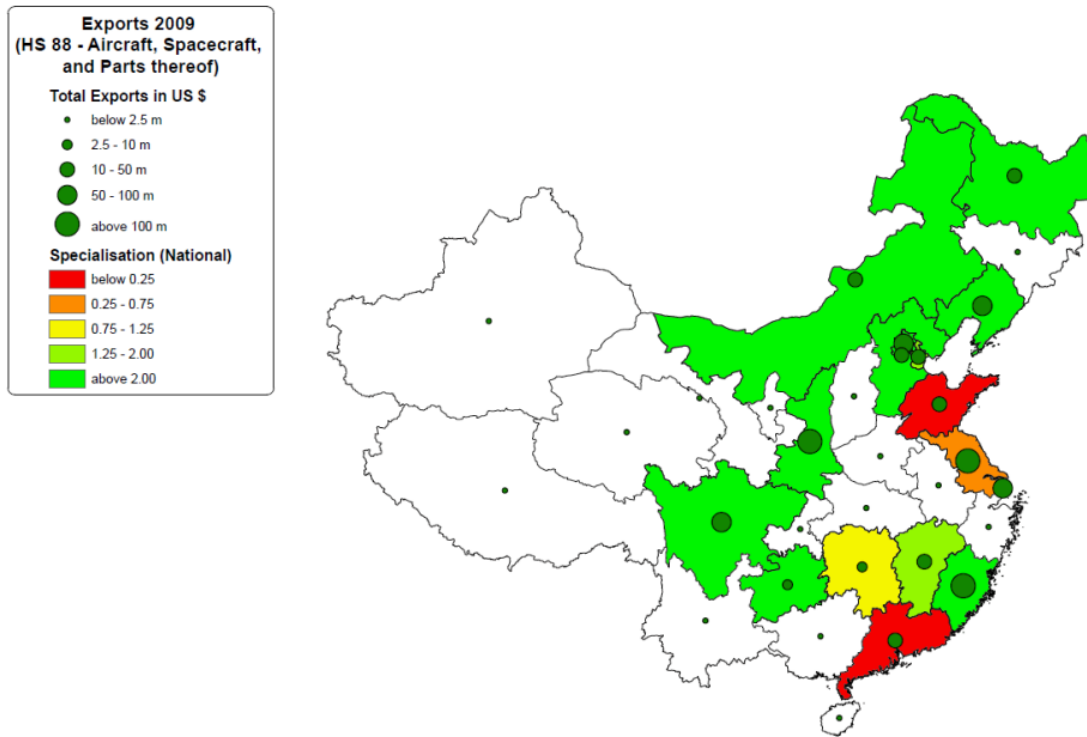 Exports 2009
(HS 88 - Aircraft, Spacecraft,
and Parts thereof)
Total Exports in US $
below 2.5 m
2.5 - 10 m
10 - 50 m
50 - 100 m
above 100 m
Specialisation (National)
below 0.25
0.25 - 0.75
0.75 - 1.25
1.25 - 2.00
above 2.00